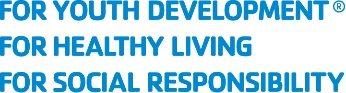 FOR YOUTH DEVELOPMENT®
FOR HEALTHY LIVING
FOR SOCIAL RESPONSIBILITY